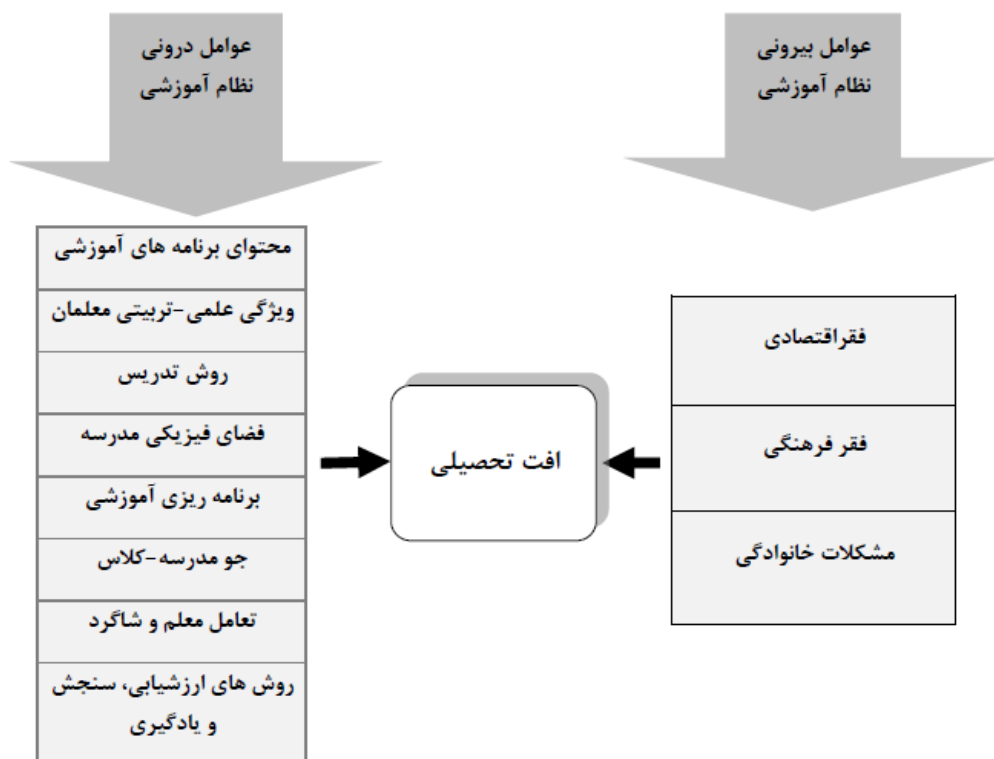 عوامل بیرونی
نظام آموزشی
عوامل درونی
نظام آموزشی
فقراقتصادی
فقر فرهنگی
مشکلات خانوادگی
افت تحصیلی
محتوای برنامه های آموزشی
ویژگی علمی-تربیتی معلمان
روش تدریس
فضای فیزیکی مدرسه
برنامه ریزی آموزشی
جو مدرسه-کلاس
تعامل معلم و شاگرد
روش های ارزشیابی، سنجش
و یادگیری